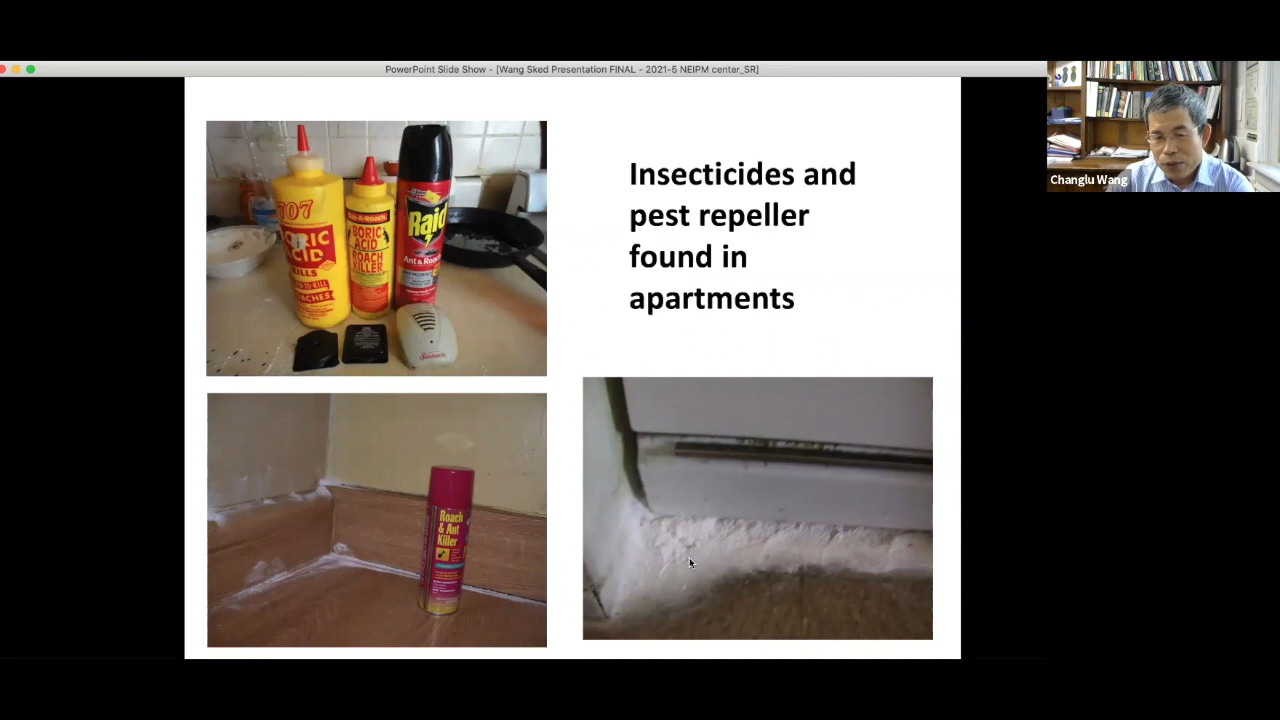 PowerPoint Slide Show - [Wang Sked Presentation FINAL - 2021-5 NEIPM center_SR]
Changlu Wang
Insecticides and
pest repeller
found in
apartments
707
BORIC
ACID
KILLS
ROACHES
BORIC
ACID
ROACH
KILLER
Raid
Ant & Roach
Roach
& Ant
Killer